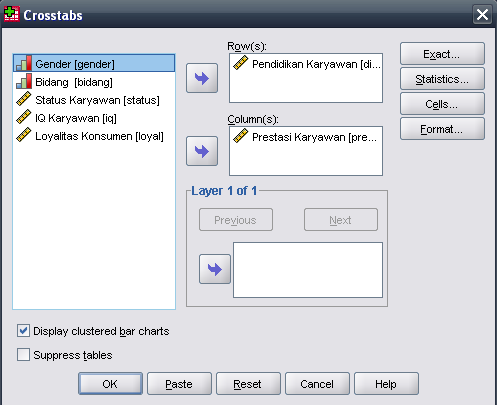 Crosstabs
Gender [gender]
Bidang [bidang]
Status Karyawan [status]
IQ Karyawan [iq]
Loyalitas Konsumen [loyal]
Row(s):
Pendidikan Karyawan [di...
Column(s):
Prestasi Karyawan [pre...
Layer 1 of 1
Previous
Next
Exact...
Statistics...
Cells...
Format...
Display clustered bar charts
Suppress tables
OK
Paste
Reset
Cancel
Help